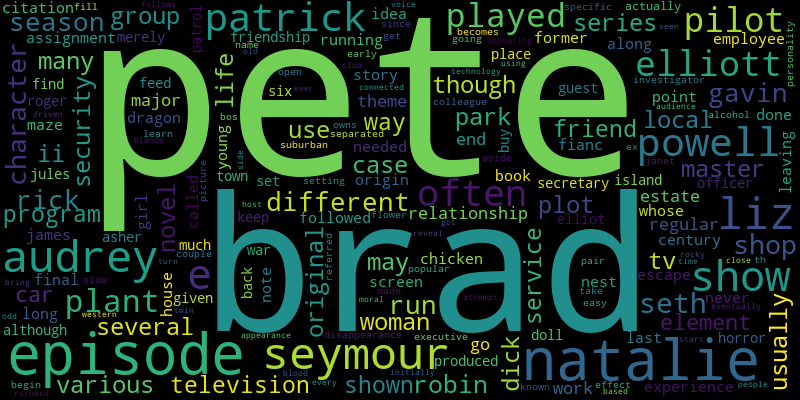 citation fill
season group
assignment merely
patrick
idea
voice
follows
specific
actually
played
series
pilot
seen
early
friendship running
since
get
becomes
going
appearing
former
employee
personality
many
character
find
feed
major
roger
driven
maze
dragon
learn
jules
ii
security
young life
patrol
name
old
open
story
club
theme
six
ever
connected
colleague
use
way
bos
owns
separated
suburban
needed
case
origin
pete
though
place
using
technology
park
end
buy
guest
friend
fianc
point
audience
along
elliott
investigator
gavin
alcohol
done
local
powell
ex
janet
master
officer
leaving
rick
program
girl
novel
called
picture
side
town
set
setting
aside
book
secretary
island
estate
whose
different
often
plot
relationship
elliot
liz
regular
century
shop
james
asher
host
keep
followed
flower
got
reveal
brad
audrey
e
much
couple
turn
war
back
note
original
may
chicken
screen
popular
service
pair
nest
take
easy
tv
escape
never
rocky
time
close
th
show
usually
bring
slow
car
final
odd
long
plant
given
house
western
twin
referred
made
moral
attempt
run
woman
seth
element
eventually
although
several
appearance
disappearance
executive
go
doll
last
horror
start
episode
seymour
produced
dick
natalie
begin
richard
various
television
blood
every
initially
shown
robin
known
work
effect
based
experience
people